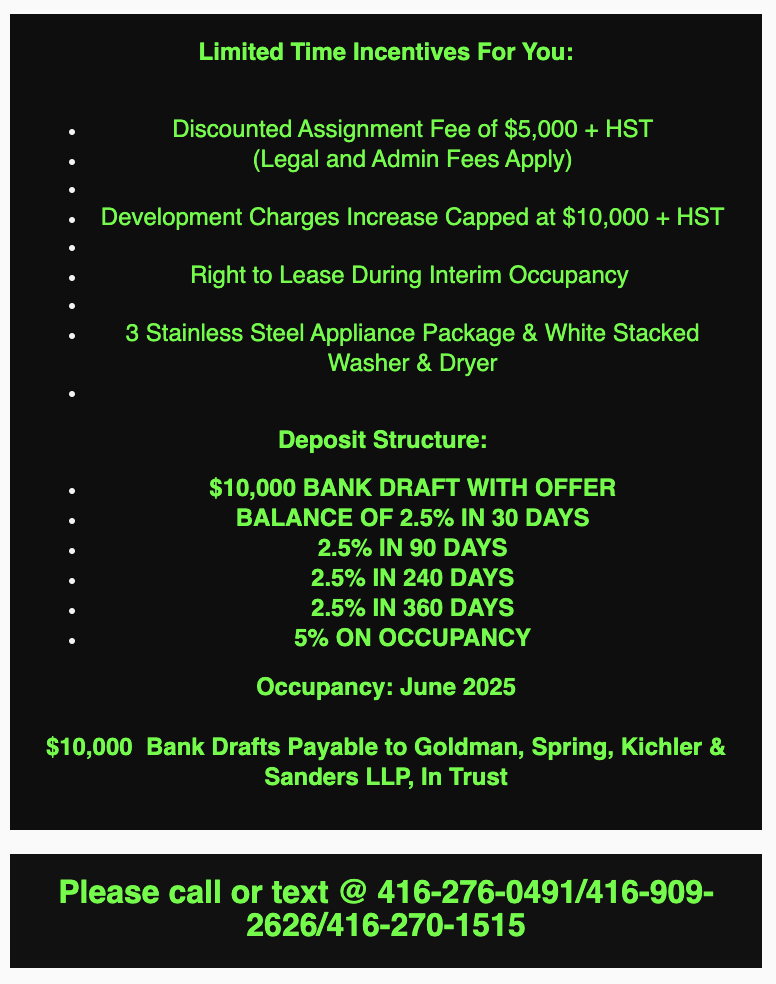 Limited Time Incentives For You:
Discounted Assignment Fee of $5,000 + HST
(Legal and Admin Fees Apply)
Development Charges Increase Capped at $10,000 + HST
Right to Lease During Interim Occupancy
3 Stainless Steel Appliance Package & White Stacked
Washer & Dryer
Deposit Structure:
$10,000 BANK DRAFT WITH OFFER
BALANCE OF 2.5% IN 30 DAYS
2.5% IN 90 DAYS
2.5% IN 240 DAYS
2.5% IN 360 DAYS
5% ON OCCUPANCY
Occupancy: June 2025
$10,000  Bank Drafts Payable to Goldman, Spring, Kichler &
Sanders LLP, In Trust
Please call or text @ 416-276-0491/416-909-
2626/416-270-1515